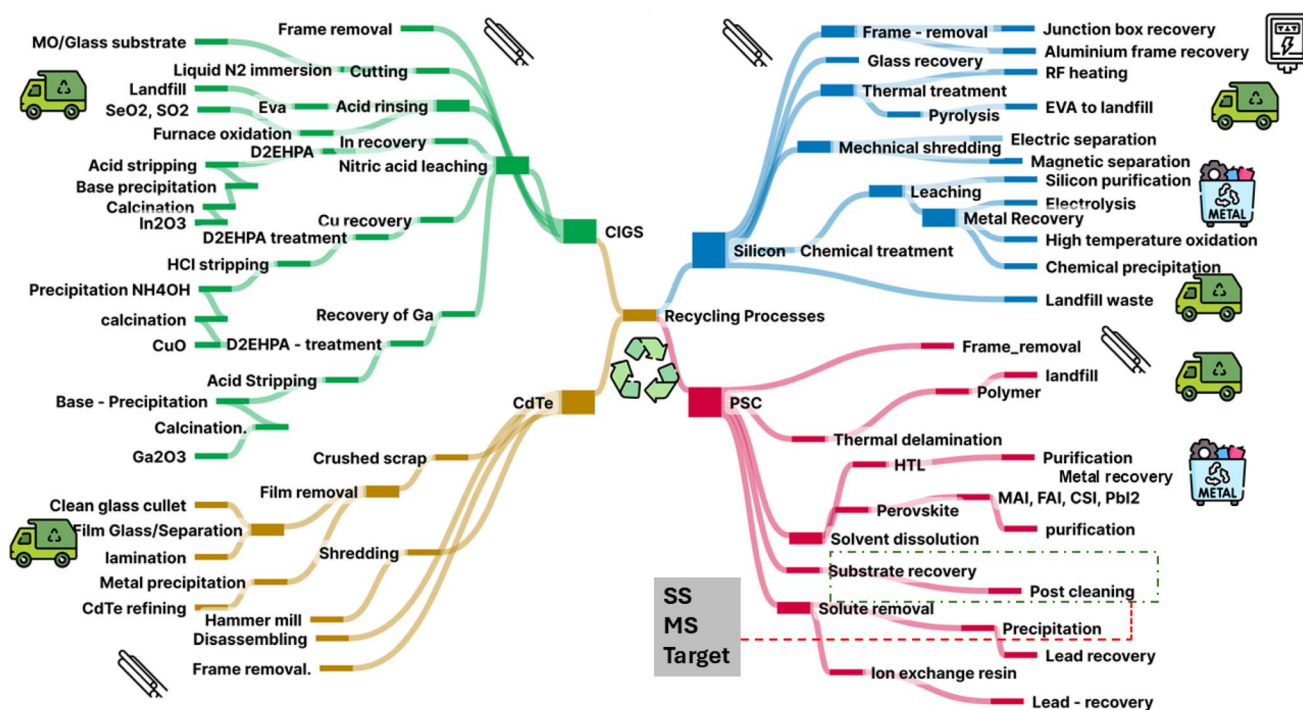 Frame removal
MO/Glass substrate
Liquid N2 immersion
Cutting
Landfill
SeO2, SO2
Eva
Acid rinsing
Furnace oxidation
In recovery
D2EHPA
Nitric acid leaching
Acid stripping
Base precipitation
Calcination
In2O3
Cu recovery
D2EHPA treatment
HCl stripping
Precipitation NH4OH
calcination
CuO
Recovery of Ga
D2EHPA - treatment
Acid Stripping
Base - Precipitation
Calcination.
Ga2O3
CIGS
Recycling Processes
CdTe
Crushed scrap
Film removal
Clean glass cullet
Film Glass/Separation
lamination
Shredding
Metal precipitation
CdTe refining
Hammer mill
Disassembling
Frame removal.
Frame - removal
Junction box recovery
Aluminium frame recovery
Glass recovery
RF heating
Thermal treatment
Pyrolysis
EVA to landfill
Electric separation
Mechnical shredding
Magnetic separation
Silicon purification
Leaching
Electrolysis
Metal Recovery
High temperature oxidation
Silicon
Chemical treatment
Chemical precipitation
Landfill waste
METAL
Frame_removal
landfill
Polymer
PSC
Thermal delamination
HTL
Purification
Metal recovery
MAI, FAI, CSI, PbI2
Perovskite
purification
Solvent dissolution
METAL
Substrate recovery
Post cleaning
Solute removal
Precipitation
Lead recovery
Ion exchange resin
Lead - recovery
SS
MS
Target